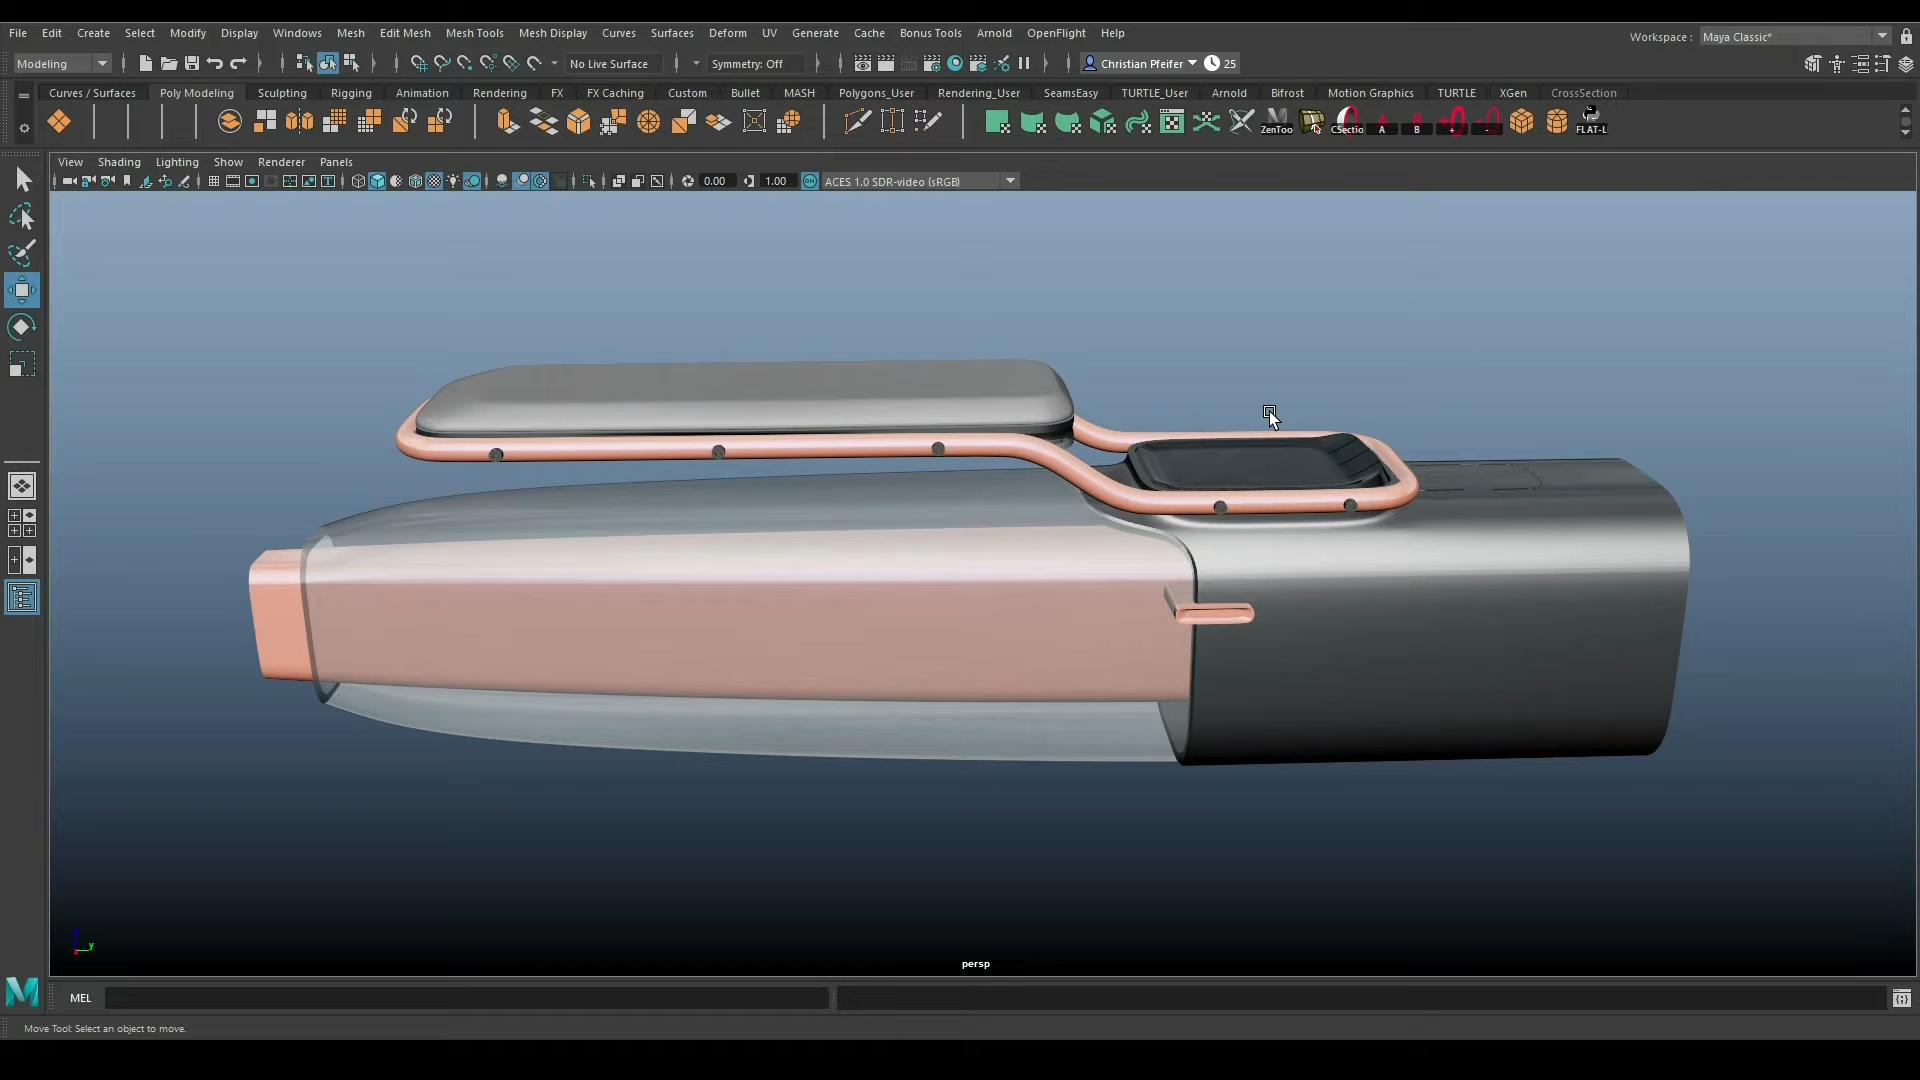 File Edit Create Select Modify Display Windows Mesh Edit Mesh Mesh Tools Mesh Display Curves Surfaces Deform UV Generate Cache Bonus Tools Arnold OpenFlight Help
Workspace : Maya Classic*
Modeling No Live Surface Symmetry: Off Christian Pfeifer 25
Curves / Surfaces Poly Modeling Sculpting Rigging Animation Rendering FX FX Caching Custom Bullet MASH Polygons_User Rendering_User SeamsEasy TURTLE_User Arnold Bifrost Motion Graphics TURTLE XGen CrossSection
ZenToo CSectio A B + - FLAT-L
View Shading Lighting Show Renderer Panels
0.00 1.00 ACES 1.0 SDR-video (sRGB)
y
persp
MEL
Move Tool: Select an object to move.